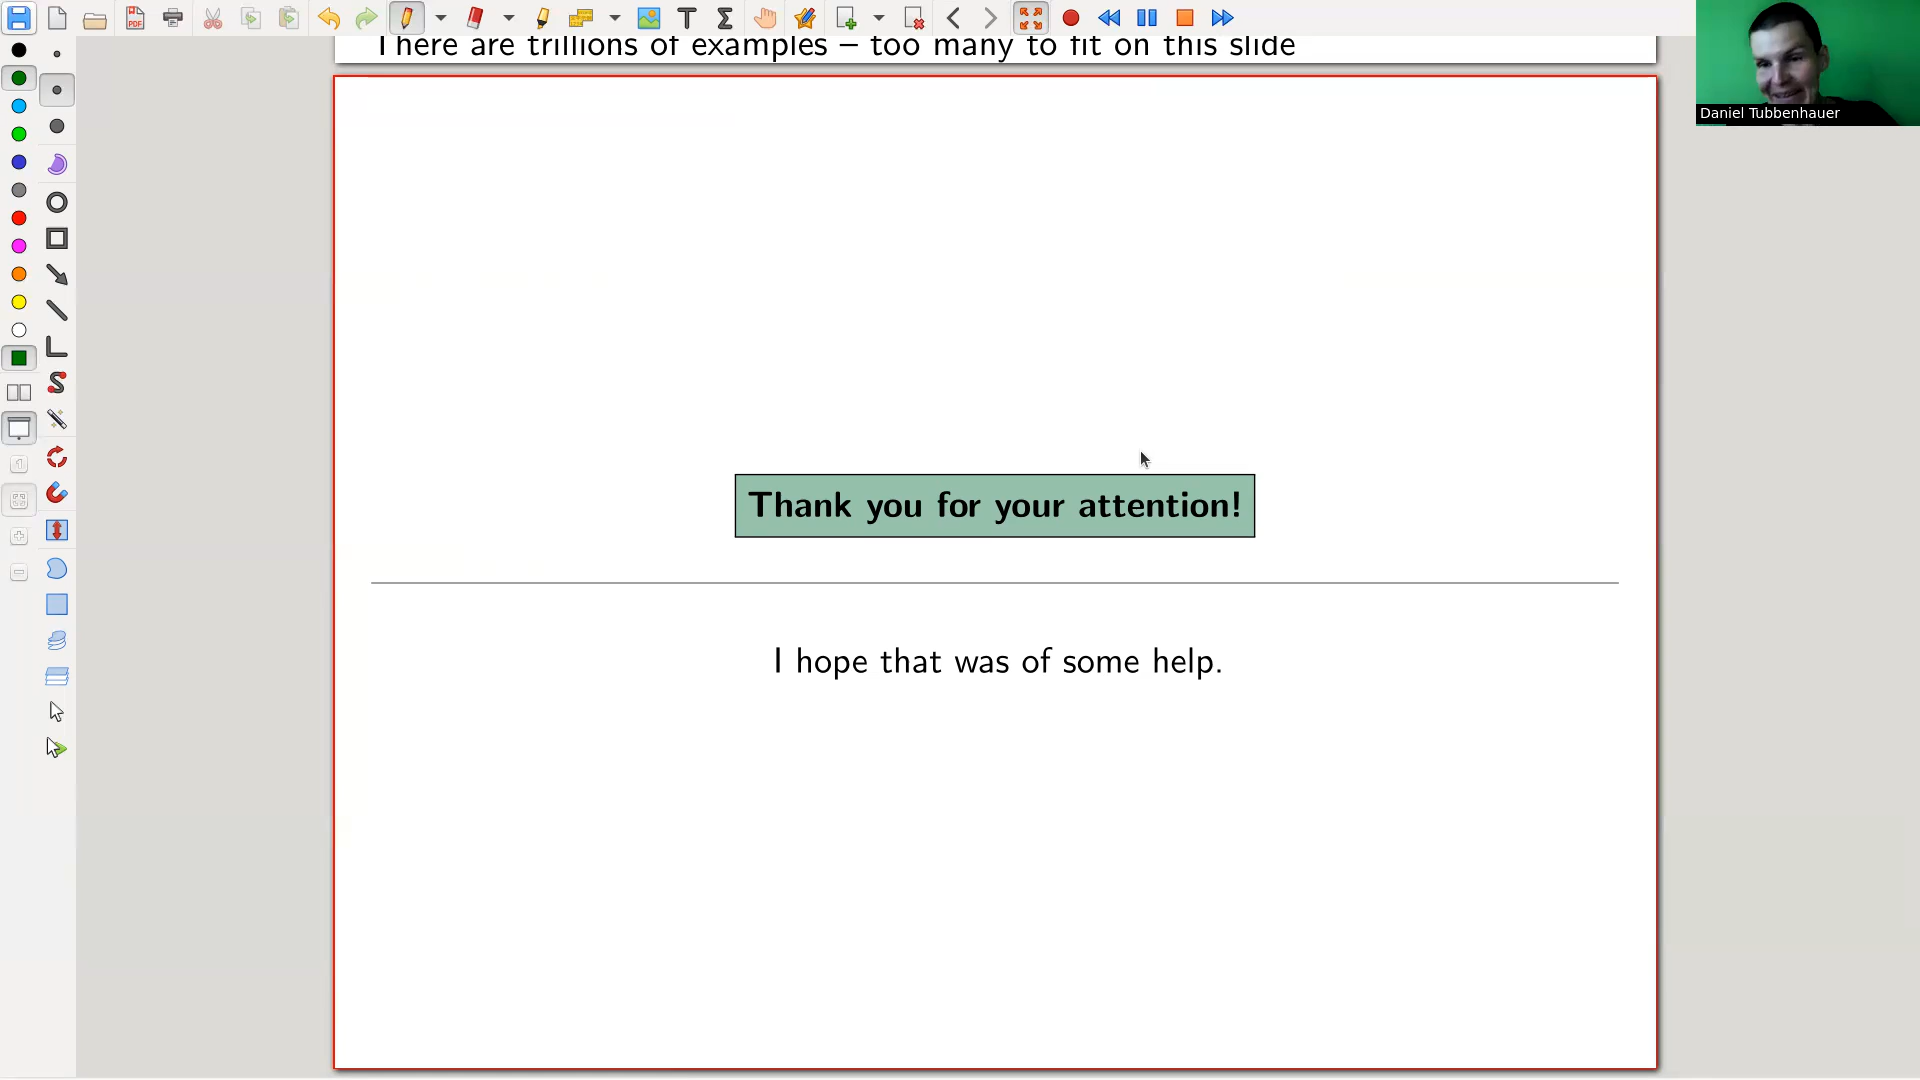 There are trillions of examples – too many to fit on this slide
Daniel Tubbenhauer
Thank you for your attention!
I hope that was of some help.